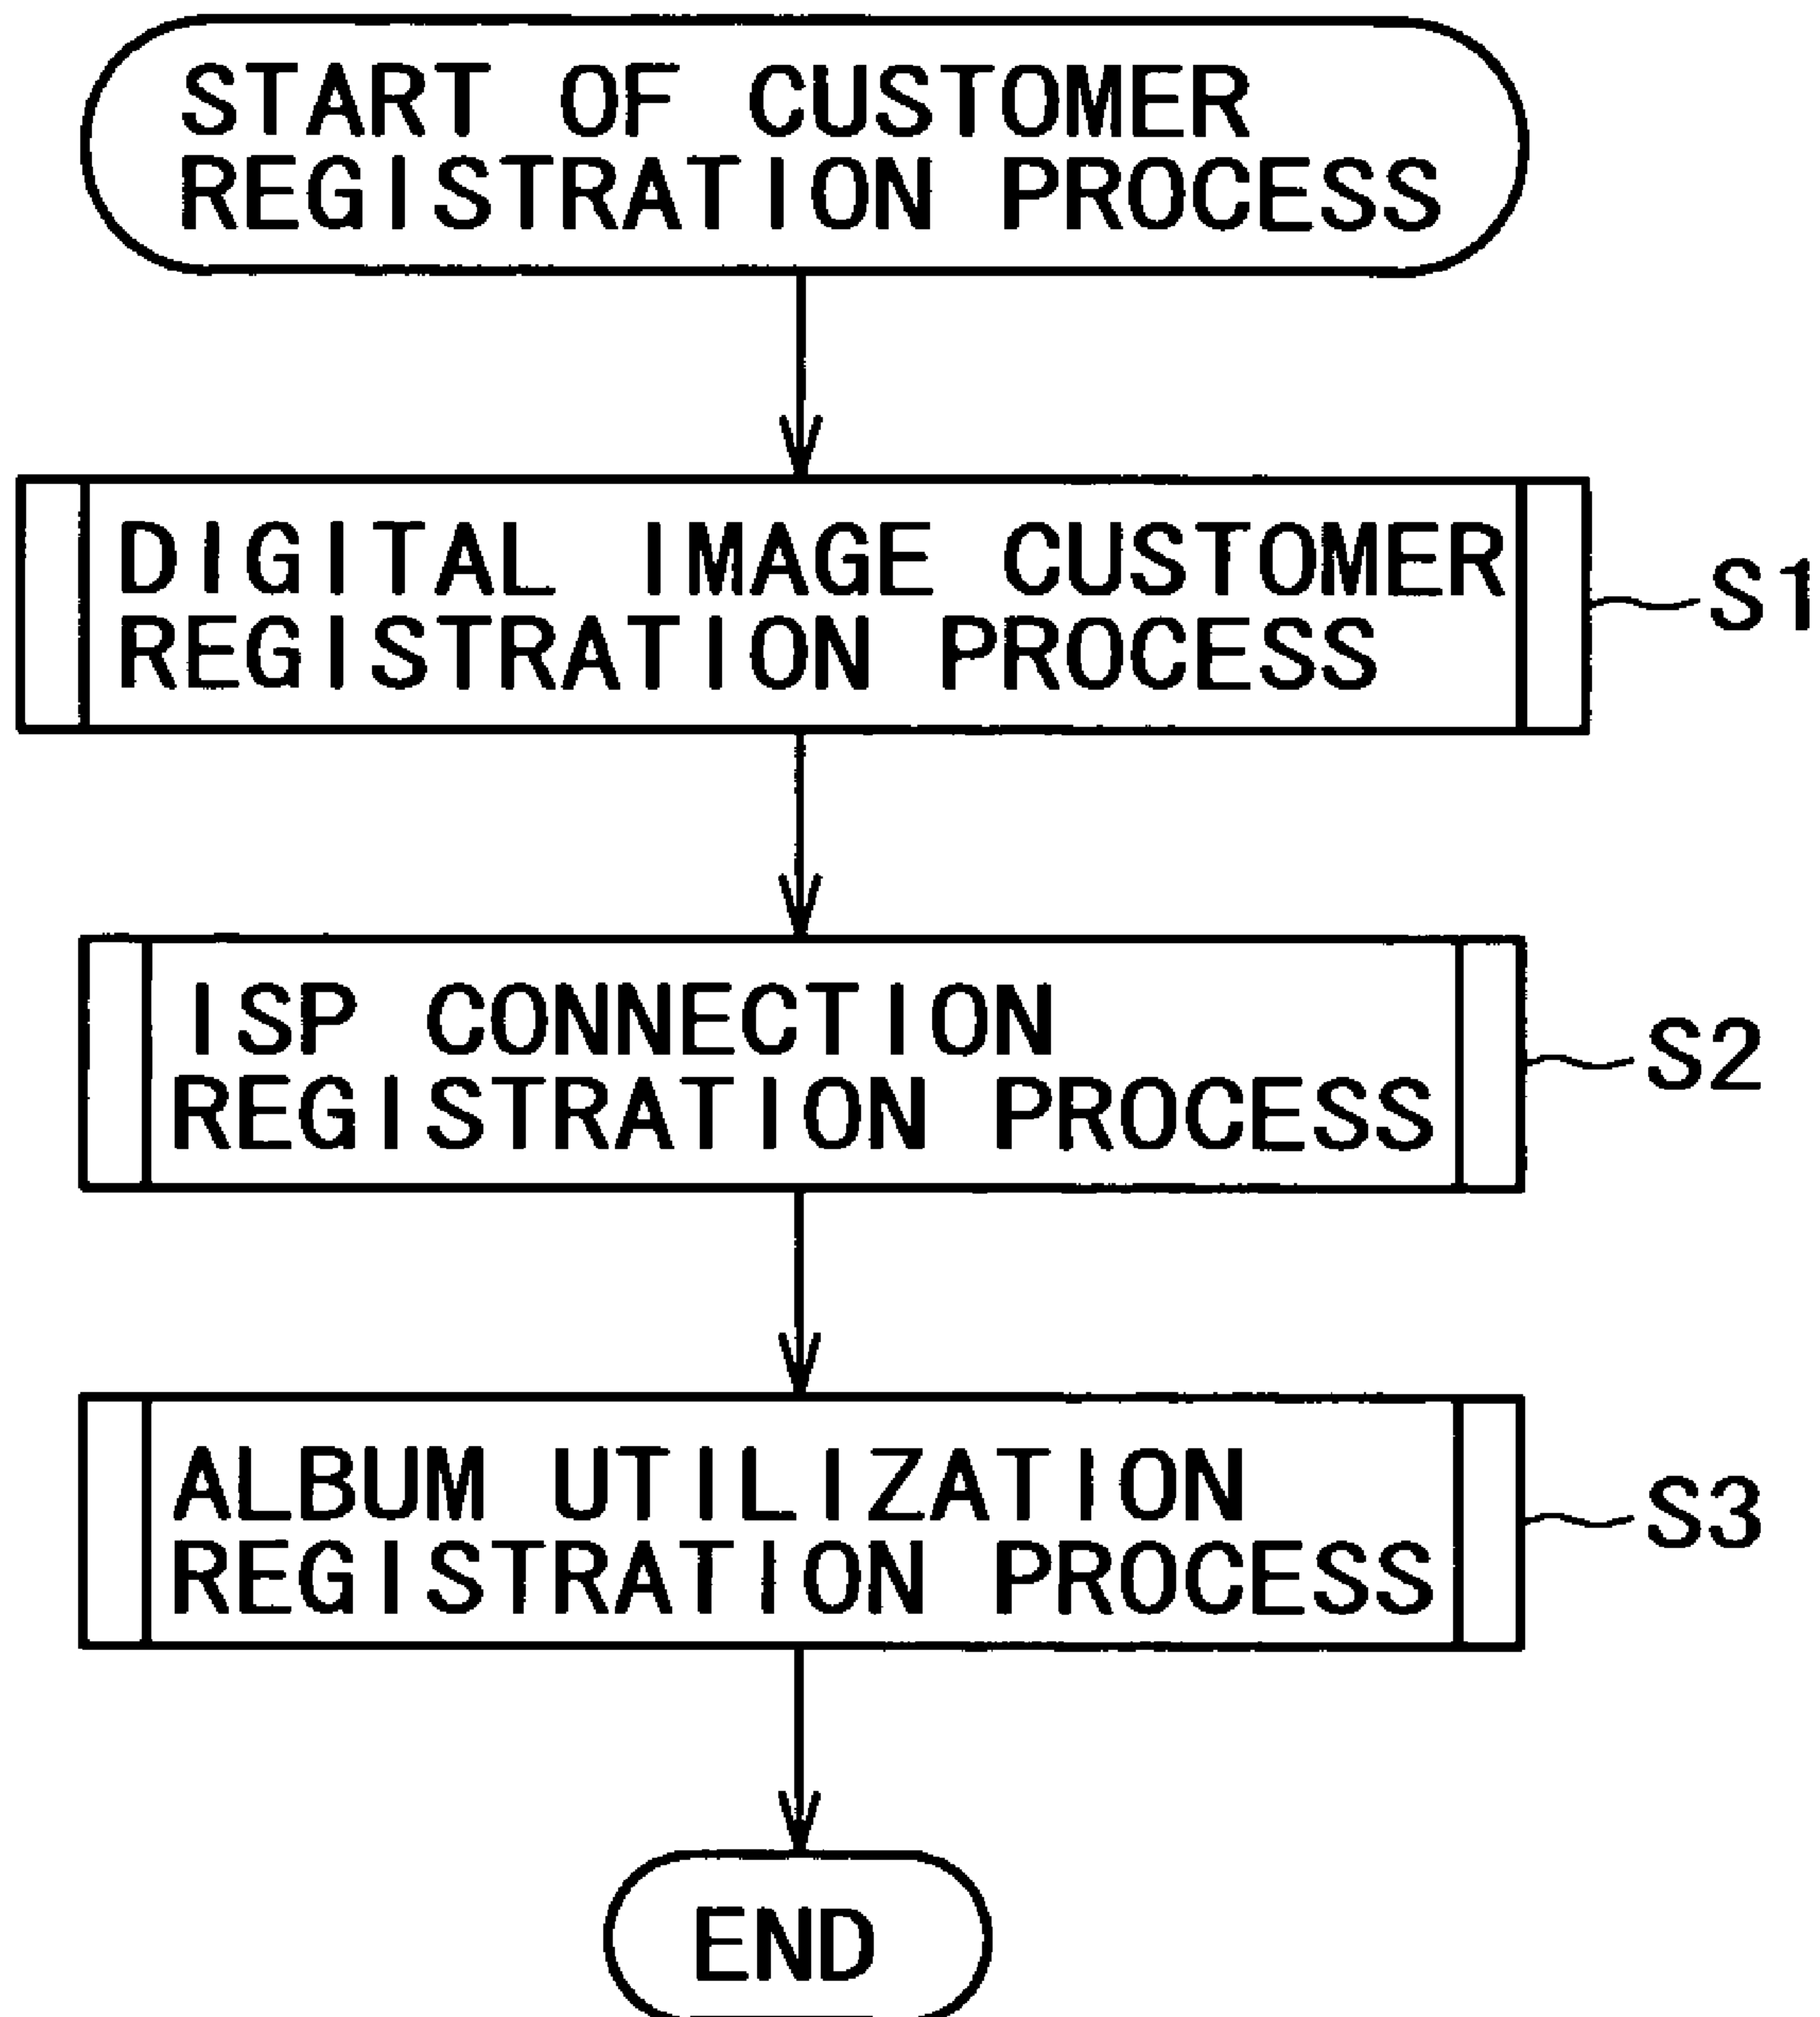 START OF CUSTOMER
REGISTRATION PROCESS
DIGITAL IMAGE CUSTOMER
REGISTRATION PROCESS
S1
ISP CONNECTION
REGISTRATION PROCESS
S2
ALBUM UTILIZATION
REGISTRATION PROCESS
S3
END